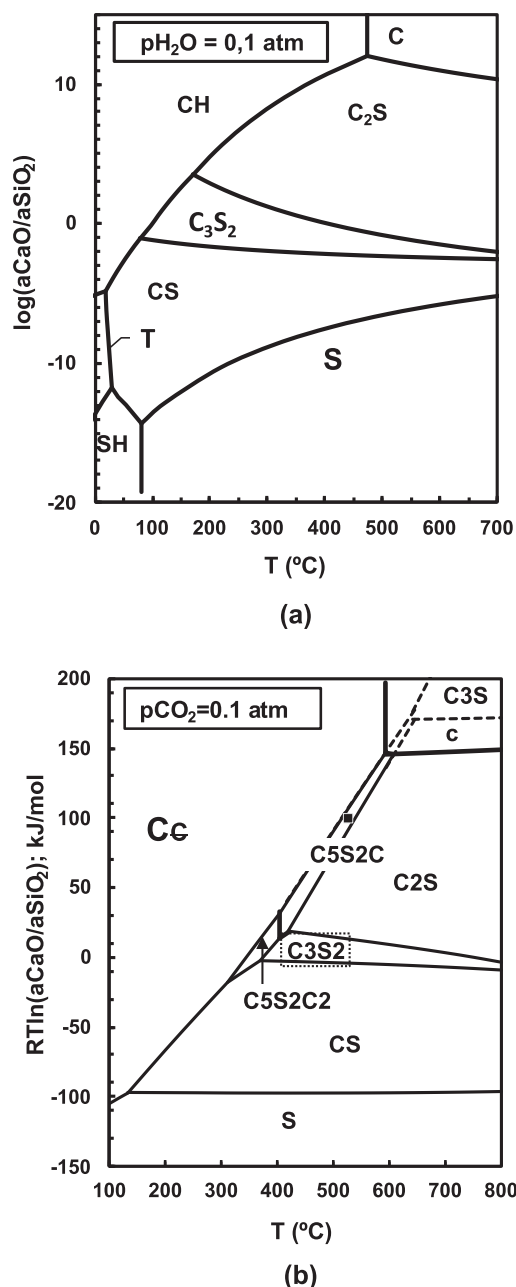 pH₂O = 0,1 atm
C
CH
C₂S
C₃S₂
CS
T
S
SH
log(aCaO/aSiO₂)
10
0
-10
-20
0 100 200 300 400 500 600 700
T (ºC)
(a)
pCO₂=0.1 atm
C3S
c
CC̶
C5S2C
C2S
C3S2
C5S2C2
CS
S
RTln(aCaO/aSiO₂); kJ/mol
200
150
100
50
0
-50
-100
-150
100 200 300 400 500 600 700 800
T (ºC)
(b)